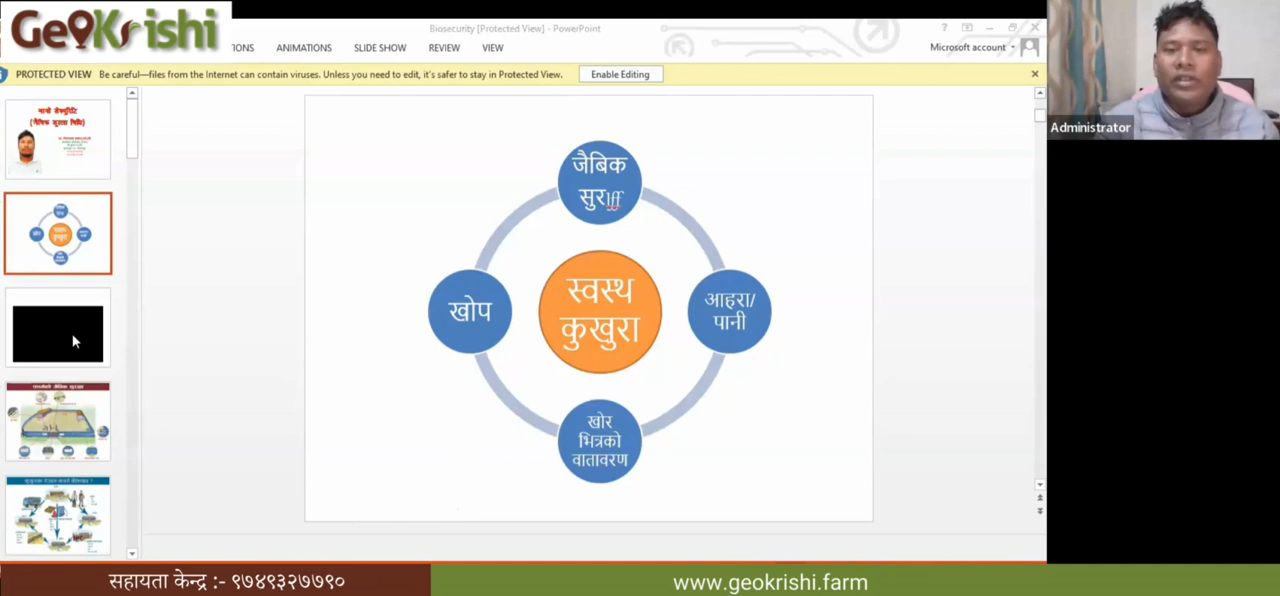 GeoKrishi
Biosecurity [Protected View] - PowerPoint
IONS ANIMATIONS SLIDE SHOW REVIEW VIEW
Microsoft account
PROTECTED VIEW Be careful—files from the Internet can contain viruses. Unless you need to edit, it's safer to stay in Protected View. Enable Editing
Administrator
जैबिक
सुरIff
खोप
स्वस्थ
कुखुरा
आहरा/
पानी
खोर
भित्रको
वातावरण
सहायता केन्द्र :- ९७४९३२७७९०
www.geokrishi.farm